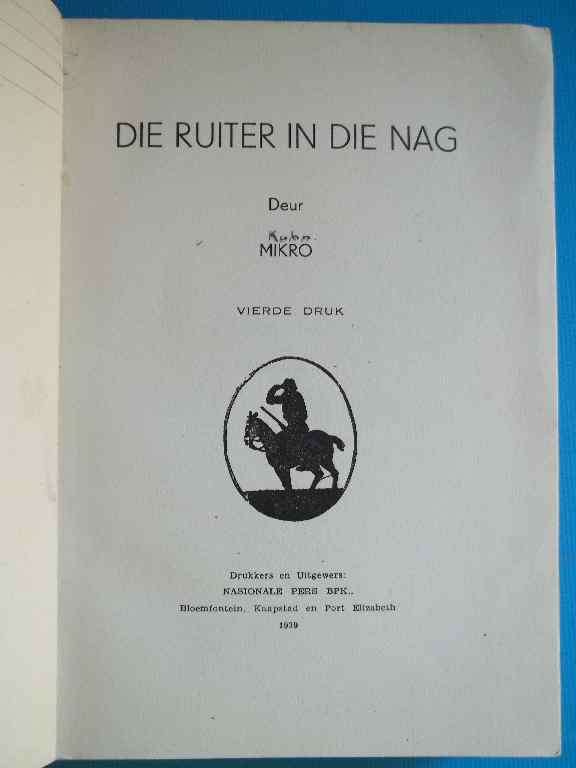 DIE RUITER IN DIE NAG
Deur
MIKRO
VIERDE DRUK
Drukkers en Uitgewers:
NASIONALE PERS BPK.,
Bloemfontein, Kaapstad en Port Elizabeth
1939